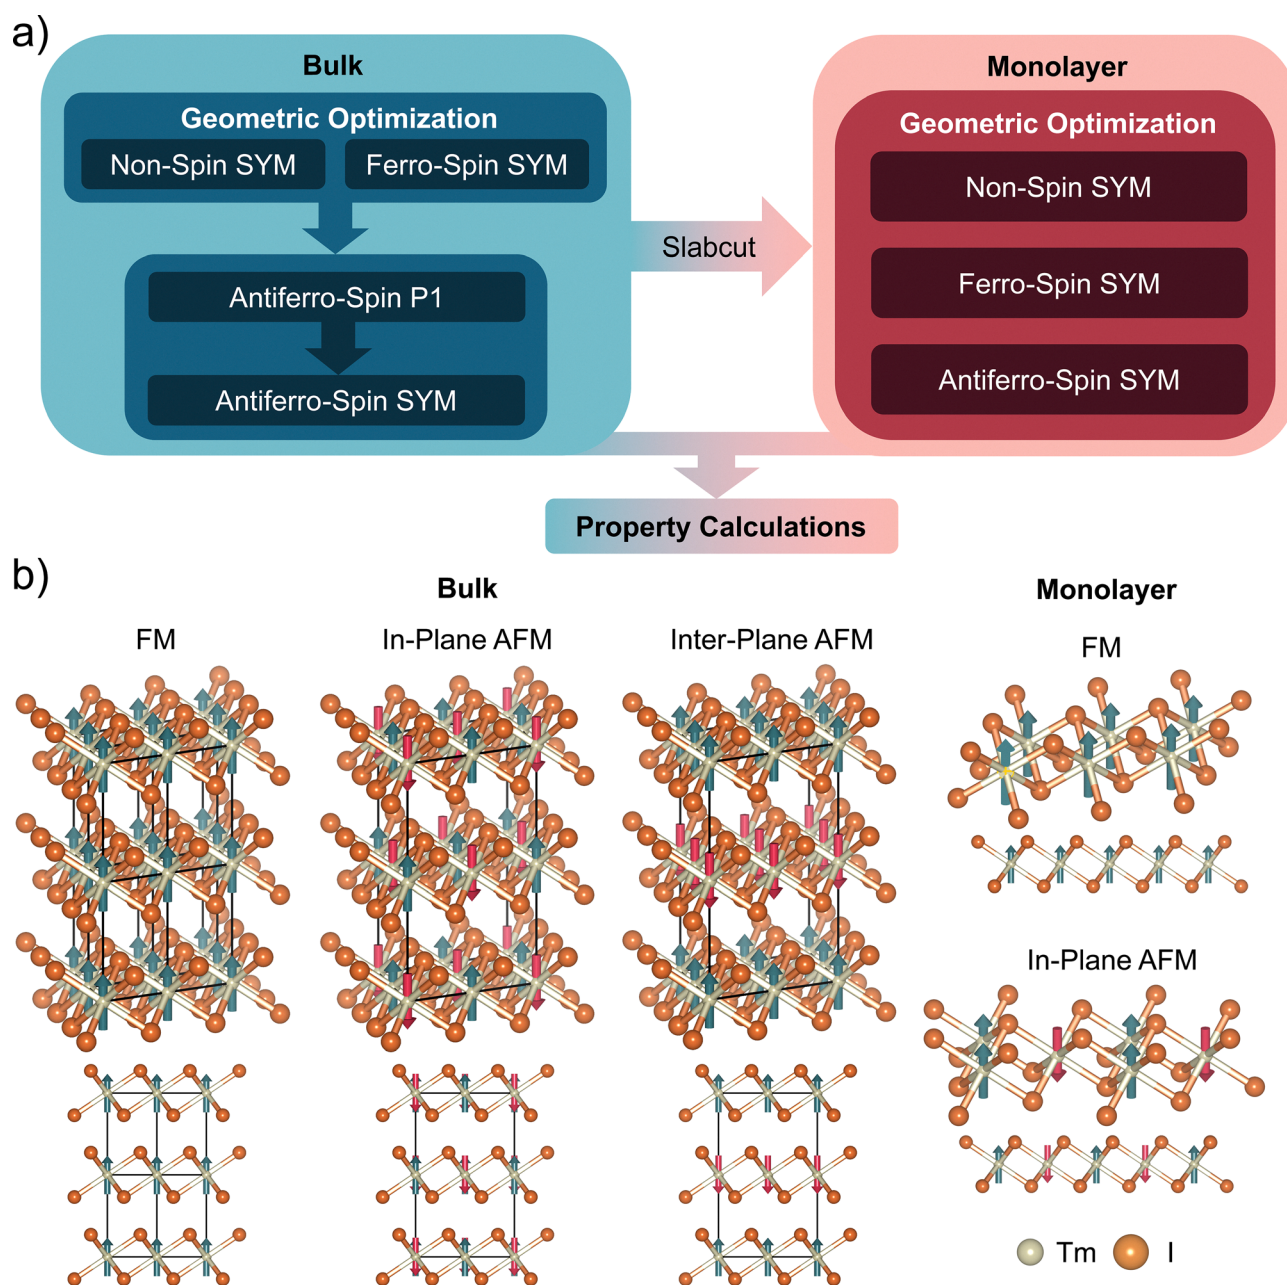 a)
Bulk
Geometric Optimization
Non-Spin SYM
Ferro-Spin SYM
Antiferro-Spin P1
Antiferro-Spin SYM
Slabcut
Monolayer
Geometric Optimization
Non-Spin SYM
Ferro-Spin SYM
Antiferro-Spin SYM
Property Calculations
b)
Bulk
Monolayer
FM
In-Plane AFM
Inter-Plane AFM
FM
In-Plane AFM
Tm
I